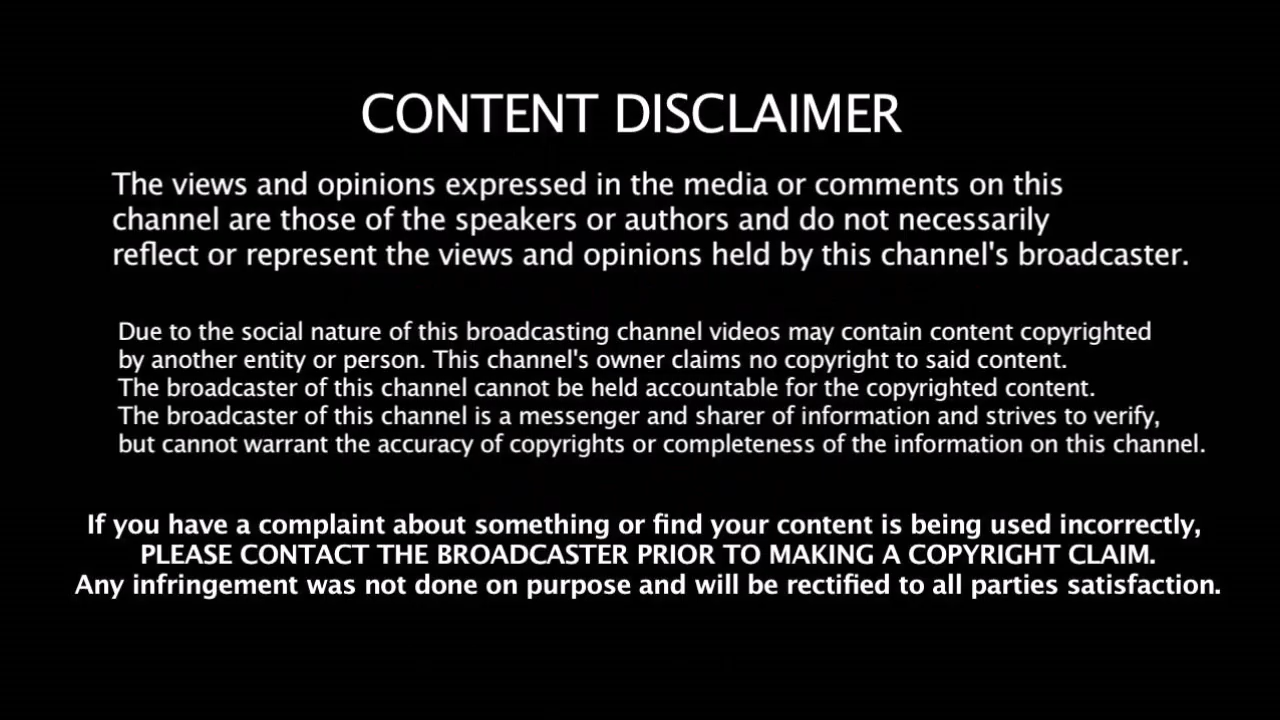 CONTENT DISCLAIMER
The views and opinions expressed in the media or comments on this
channel are those of the speakers or authors and do not necessarily
reflect or represent the views and opinions held by this channel's broadcaster.
Due to the social nature of this broadcasting channel videos may contain content copyrighted
by another entity or person. This channel's owner claims no copyright to said content.
The broadcaster of this channel cannot be held accountable for the copyrighted content.
The broadcaster of this channel is a messenger and sharer of information and strives to verify,
but cannot warrant the accuracy of copyrights or completeness of the information on this channel.
If you have a complaint about something or find your content is being used incorrectly,
PLEASE CONTACT THE BROADCASTER PRIOR TO MAKING A COPYRIGHT CLAIM.
Any infringement was not done on purpose and will be rectified to all parties satisfaction.